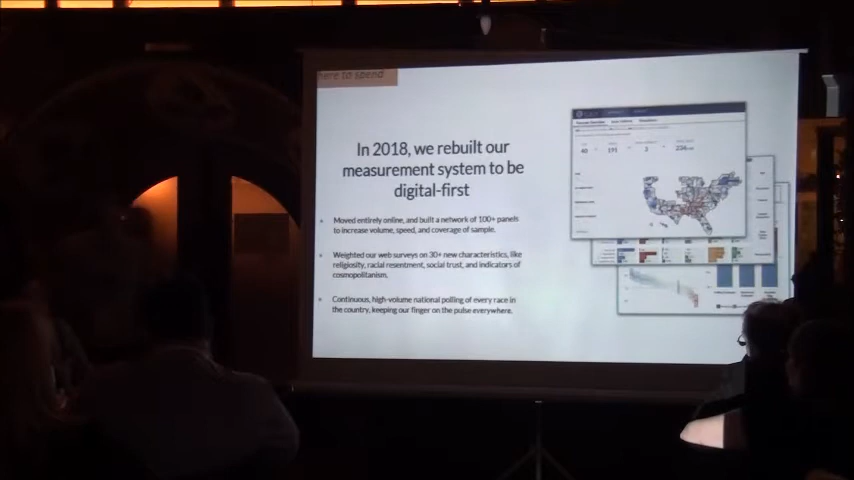 here to spend
In 2018, we rebuilt our
measurement system to be
digital-first
Moved entirely online, and built a network of 100+ panels
to increase volume, speed, and coverage of sample.
Weighted our web surveys on 30+ new characteristics, like
religiosity, racial resentment, social trust, and indicators of
cosmopolitanism.
Continuous, high-volume national polling of every race in
the country, keeping our finger on the pulse everywhere.
40
191